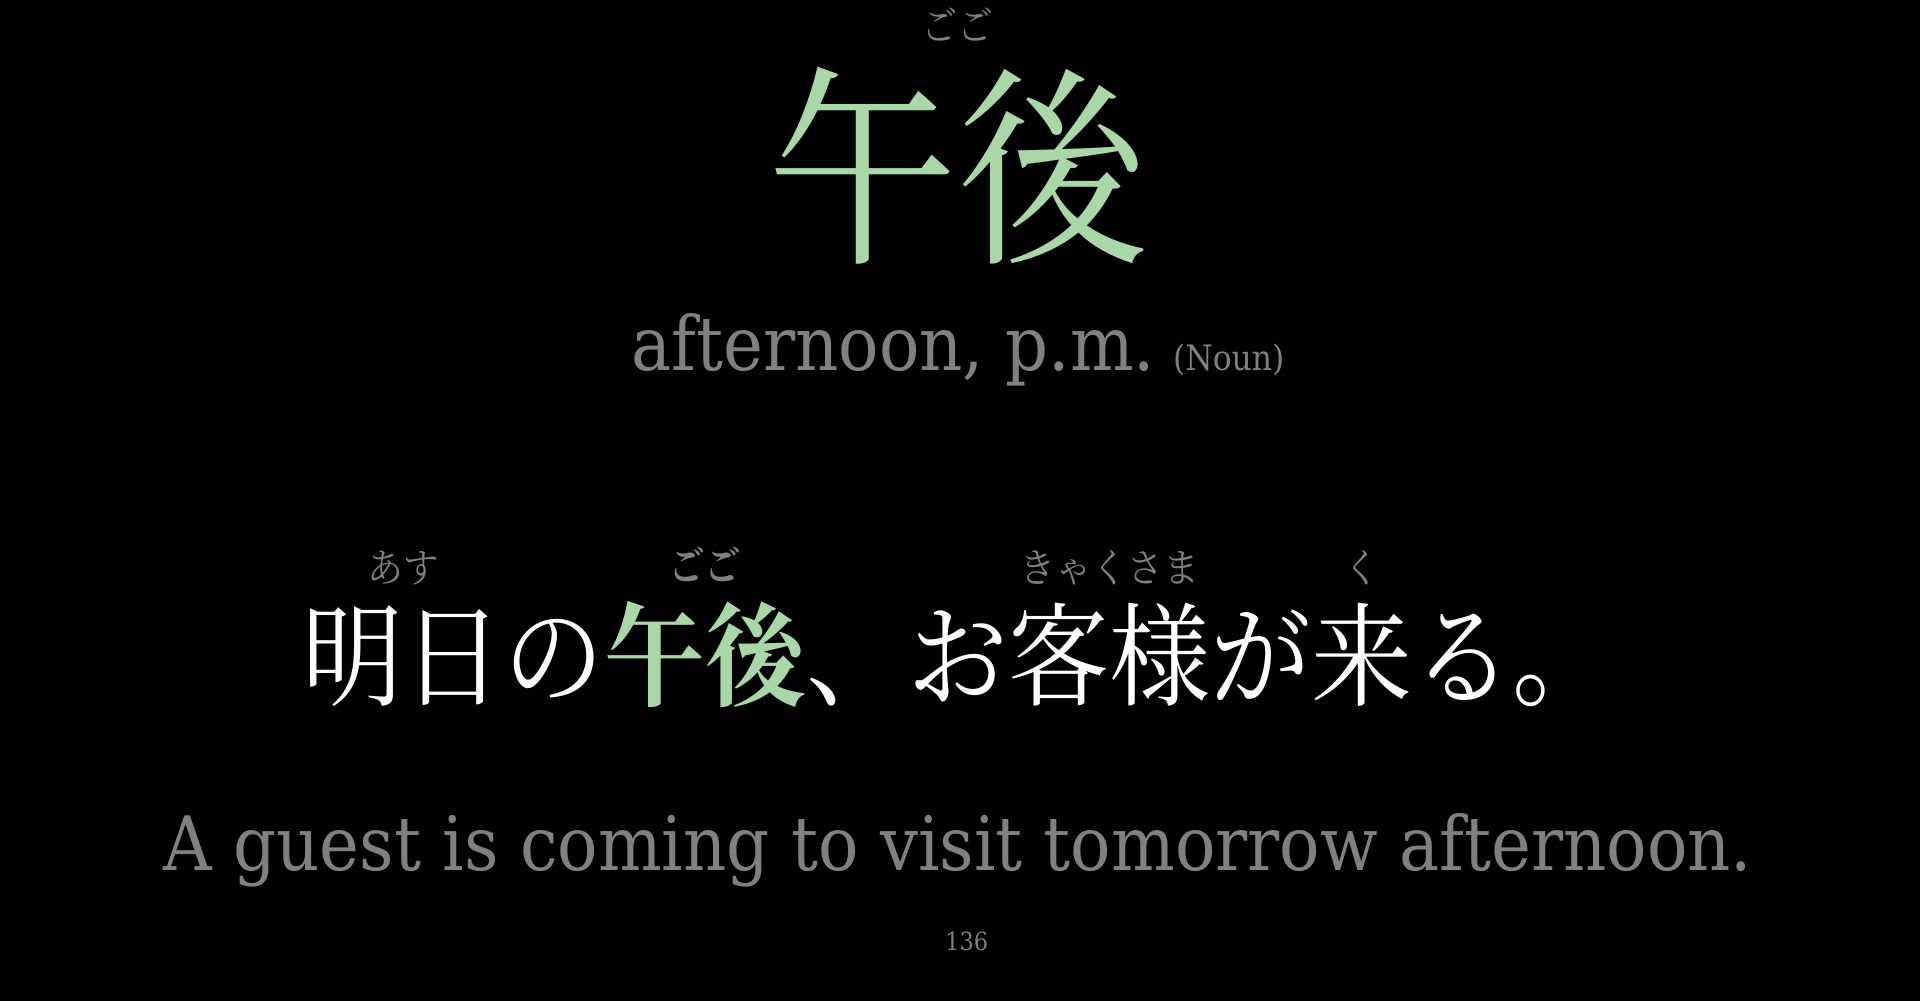 ごご
午後
afternoon, p.m. (Noun)
あす ごご きゃくさま く
明日の午後、お客様が来る。
A guest is coming to visit tomorrow afternoon.
136